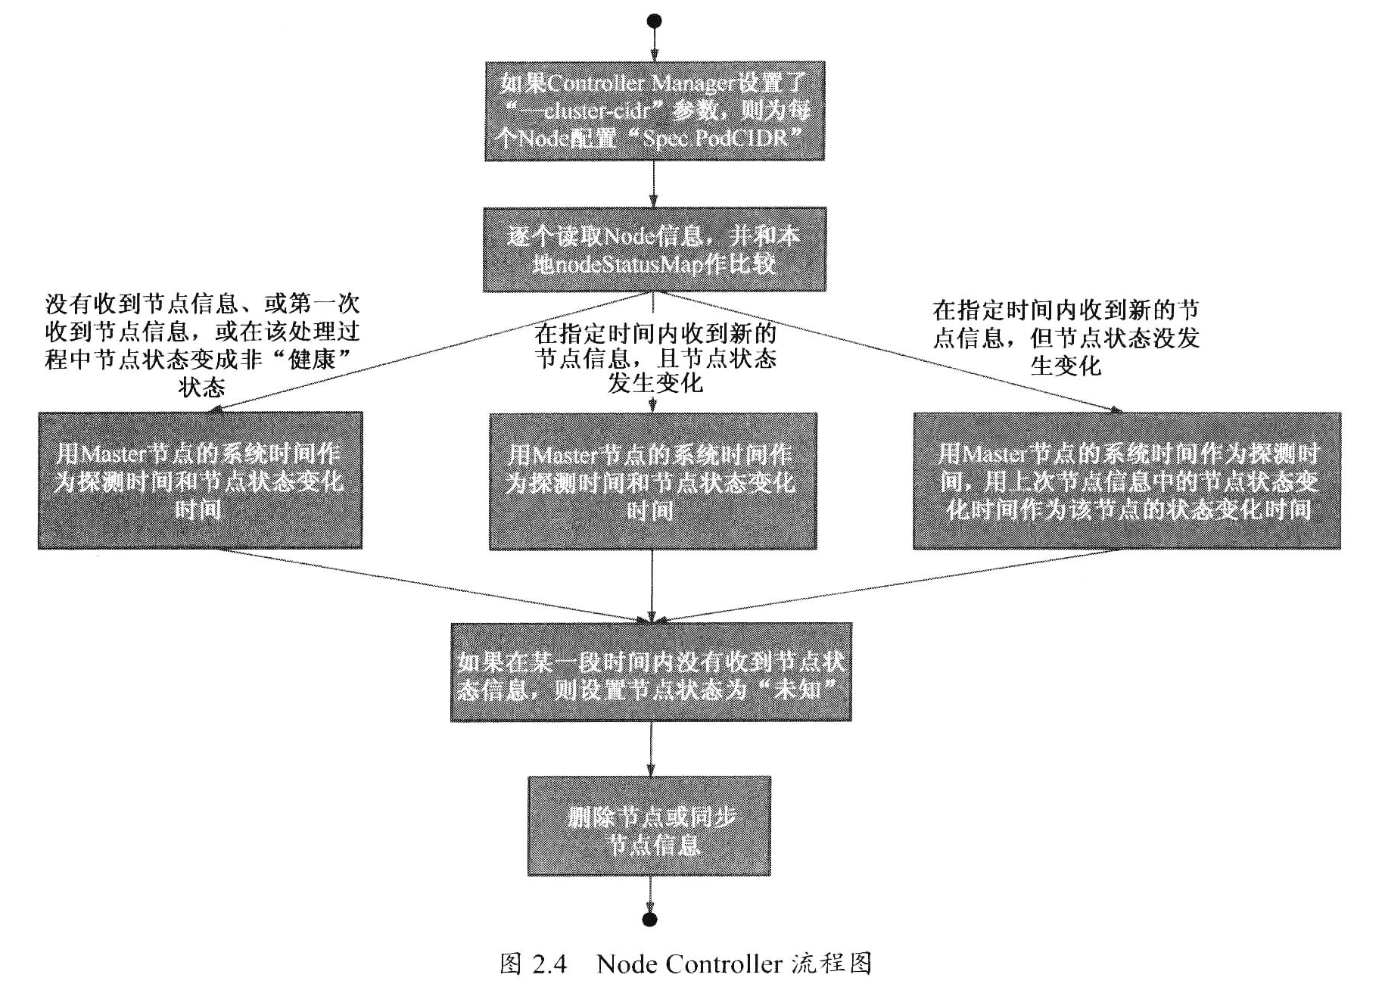 如果Controller Manager设置了
“—cluster-cidr”参数，则为每
个Node配置“Spec.PodCIDR”
逐个读取Node信息，并和本
地nodeStatusMap作比较
没有收到节点信息、或第一次
收到节点信息，或在该处理过
程中节点状态变成非“健康”
状态
在指定时间内收到新的
节点信息，且节点状态
发生变化
在指定时间内收到新的节
点信息，但节点状态没发
生变化
用Master节点的系统时间作
为探测时间和节点状态变化
时间
用Master节点的系统时间作
为探测时间和节点状态变化
时间
用Master节点的系统时间作为探测时
间，用上次节点信息中的节点状态变
化时间作为该节点的状态变化时间
如果在某一段时间内没有收到节点状
态信息，则设置节点状态为“未知”
删除节点或同步
节点信息
图 2.4 Node Controller 流程图